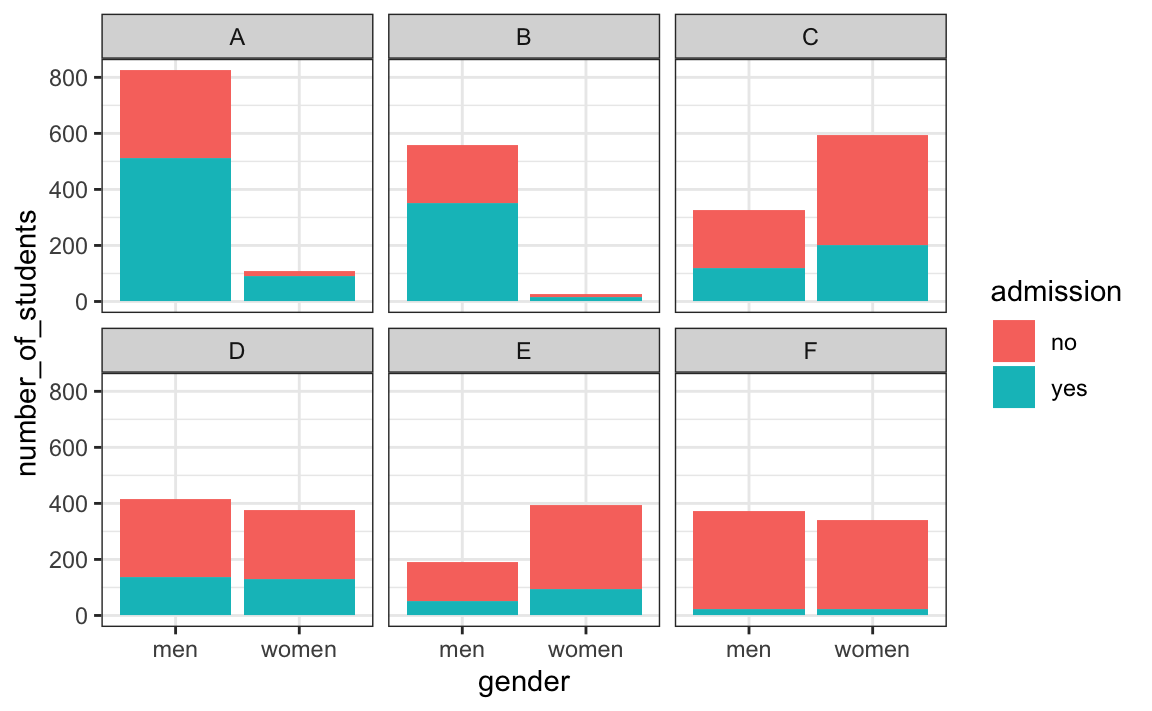 A B C
800
600
400
200
0
D E F
800
600
400
200
0
men women men women men women
gender
number_of_students
admission
no
yes